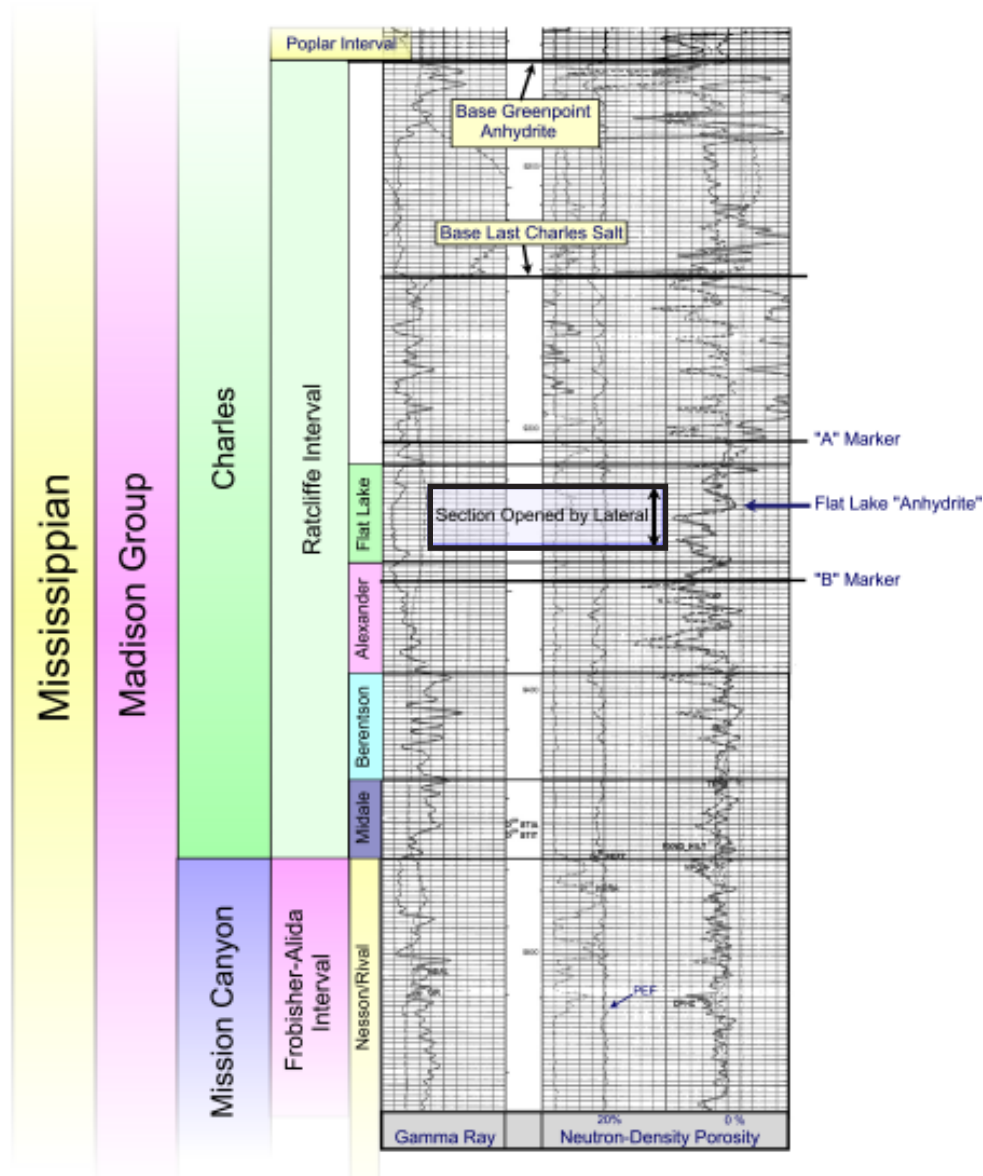 Poplar Interval
Base Greenpoint
Anhydrite
Base Last Charles Salt
"A" Marker
Flat Lake "Anhydrite"
"B" Marker
Section Opened by Lateral
Mississippian
Madison Group
Charles
Ratcliffe Interval
Flat Lake
Alexander
Berentson
Midale
Mission Canyon
Frobisher-Alida
Interval
Nesson/Rival
PEF
20%
0 %
Gamma Ray
Neutron-Density Porosity